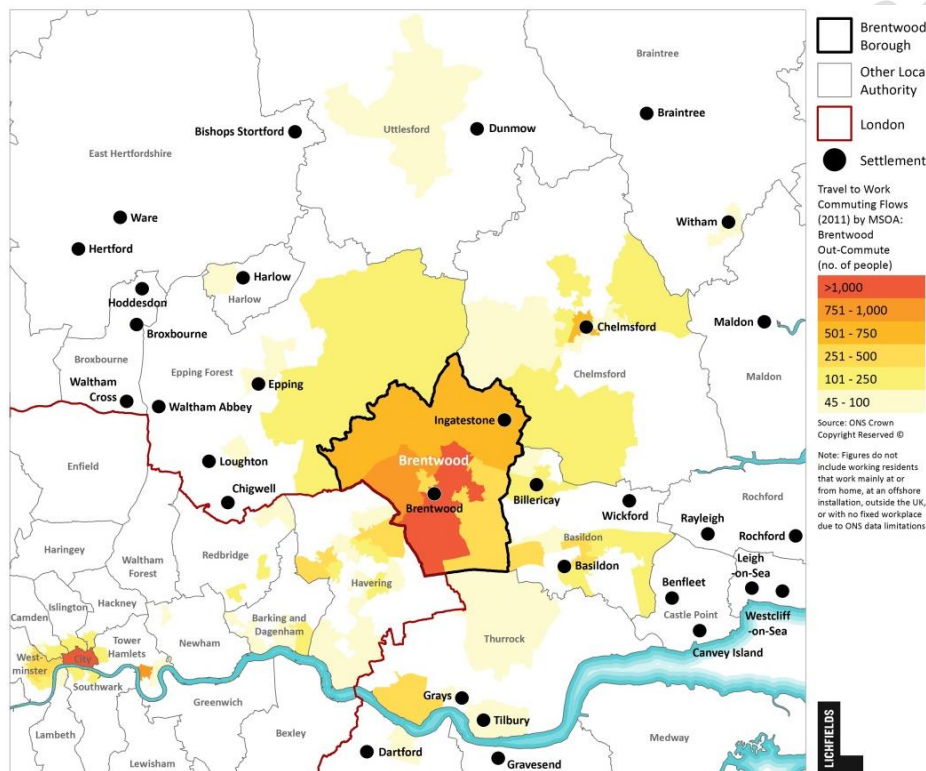 Braintree
Braintree
Bishops Stortford
Uttlesford
Dunmow
East Hertfordshire
Ware
Witham
Hertford
Harlow
Harlow
Hoddesdon
Broxbourne
Chelmsford
Maldon
Broxbourne
Epping Forest
Epping
Chelmsford
Maldon
Waltham
Cross
Waltham Abbey
Ingatestone
Enfield
Loughton
Brentwood
Chigwell
Brentwood
Billericay
Wickford
Rochford
Rayleigh
Rochford
Haringey
Waltham
Forest
Redbridge
Havering
Basildon
Basildon
Leigh
-on-Sea
Benfleet
Castle Point
Westcliff
-on-Sea
Canvey Island
Camden
Islington
Hackney
Barking and
Dagenham
Newham
Tower
Hamlets
West-
minster
City
Southwark
Thurrock
Greenwich
Grays
Tilbury
Lambeth
Bexley
Lewisham
Dartford
Gravesend
Medway
Brentwood
Borough
Other Loca
Authority
London
Settlement
Travel to Work
Commuting Flows
(2011) by MSOA:
Brentwood
Out-Commute
(no. of people)
>1,000
751 - 1,000
501 - 750
251 - 500
101 - 250
45 - 100
Source: ONS Crown
Copyright Reserved ©
Note: Figures do not
include working residents
that work mainly at or
from home, at an offshore
installation, outside the UK,
or with no fixed workplace
due to ONS data limitations
LICHFIELDS